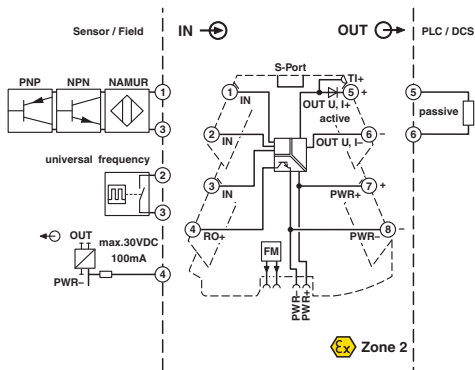 Sensor / Field
IN
OUT
PLC / DCS
PNP
NPN
NAMUR
1
3
universal frequency
2
3
OUT
max.30VDC
100mA
PWR–
4
S-Port
TI+
1
IN
5
+
OUT U, I+
active
2
IN
6
–
OUT U, I–
3
IN
7
+
PWR+
4
RO+
8
–
PWR–
FM
PWR–
PWR+
5
6
passive
Ex
Zone 2